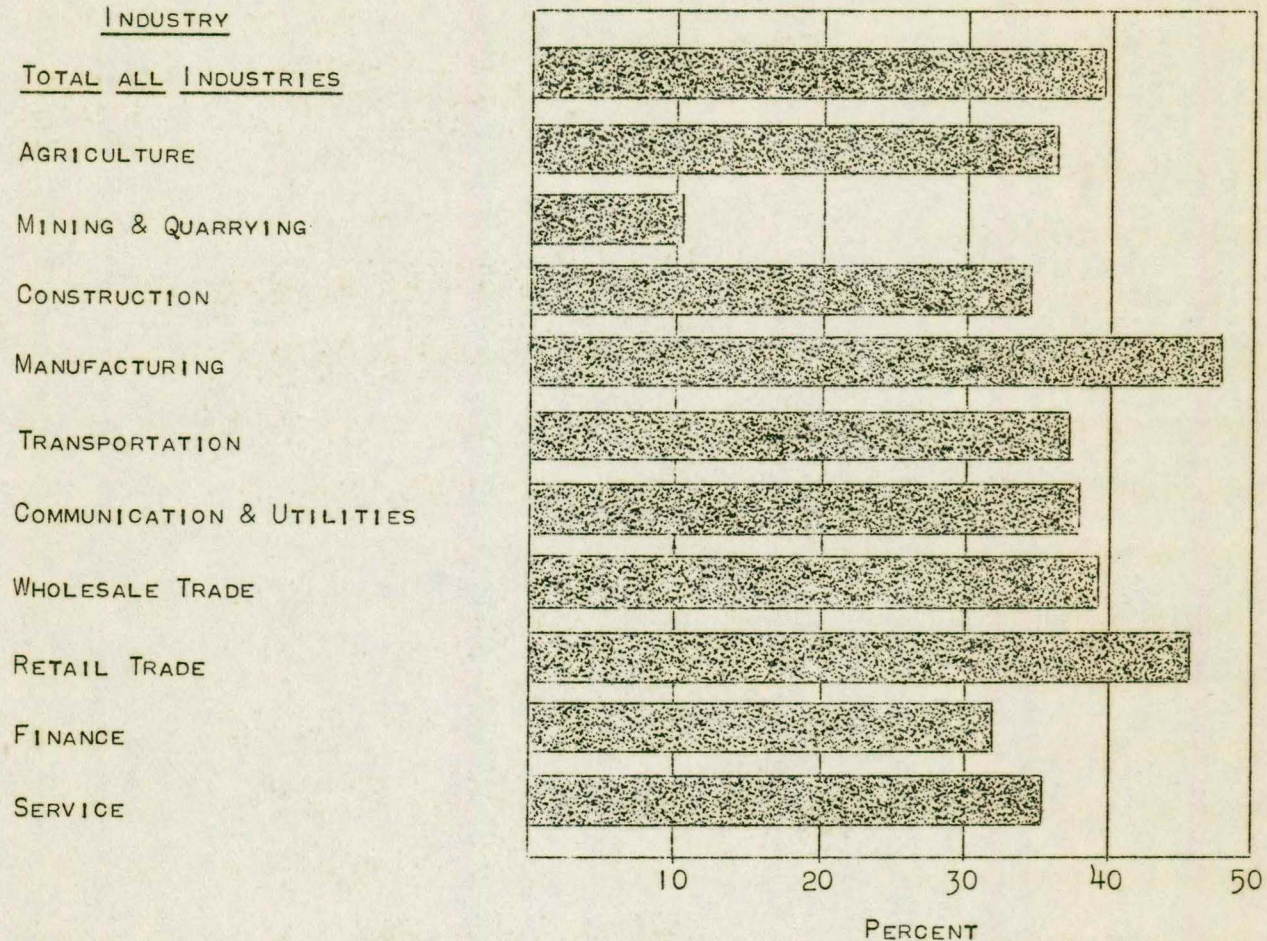 INDUSTRY
TOTAL ALL INDUSTRIES
AGRICULTURE
MINING & QUARRYING
CONSTRUCTION
MANUFACTURING
TRANSPORTATION
COMMUNICATION & UTILITIES
WHOLESALE TRADE
RETAIL TRADE
FINANCE
SERVICE
10 20 30 40 50
PERCENT